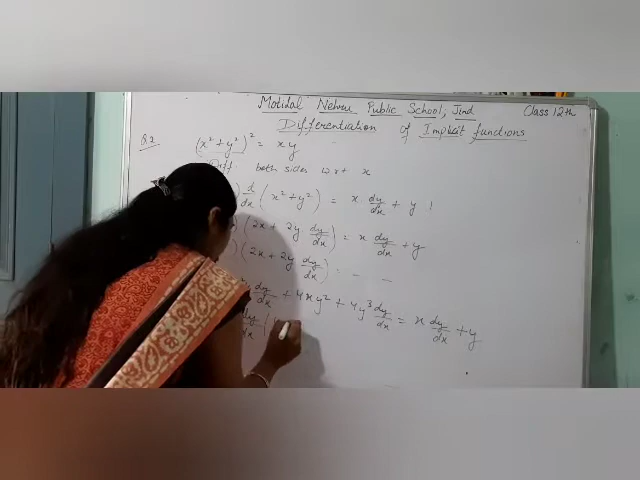 Motilal Nehru Public School, Jind Class 12th
Differentiation of Implicit functions
(x² + y²)² = xy
Diff both sides w.r.t x
d/dx (x² + y²) = x dy/dx + y 1
(2x + 2y dy/dx) = x dy/dx + y
(2x + 2y dy/dx) = - -
dy/dx + 4xy² + 4y³ dy/dx = x dy/dx + y
dy/dx (